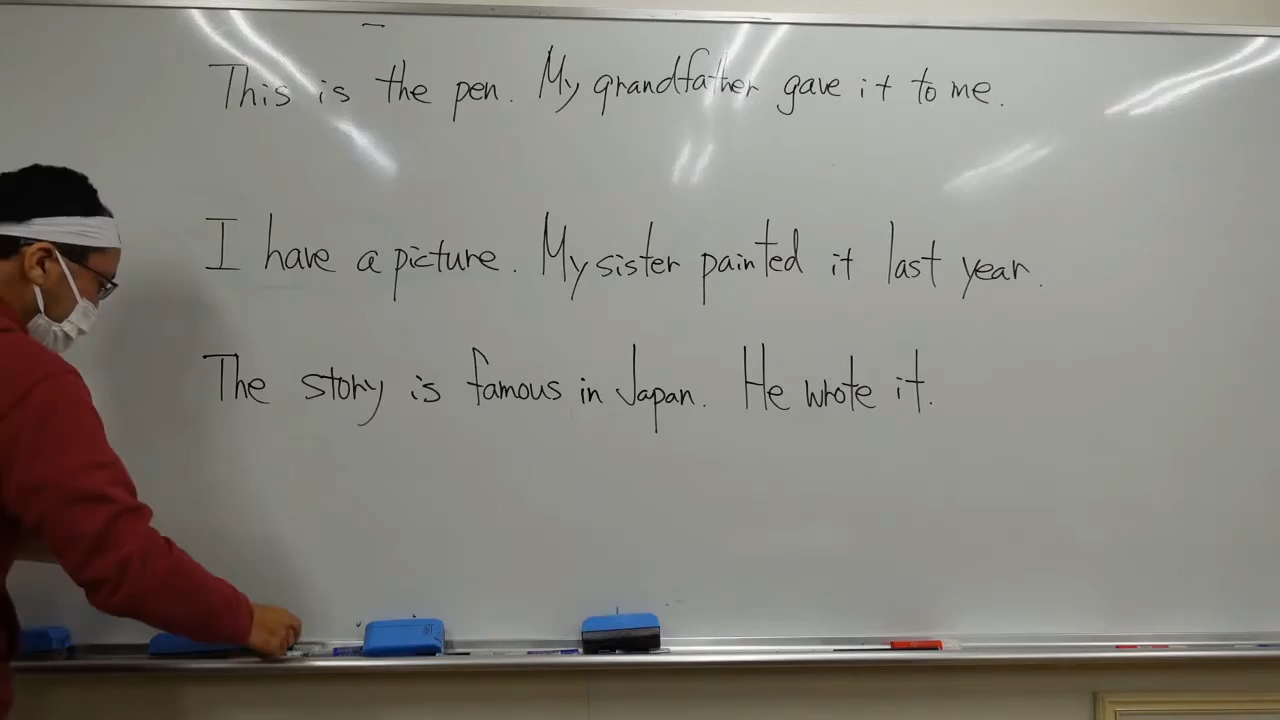 This is the pen. My grandfather gave it to me.
I have a picture. My sister painted it last year.
The story is famous in Japan. He wrote it.